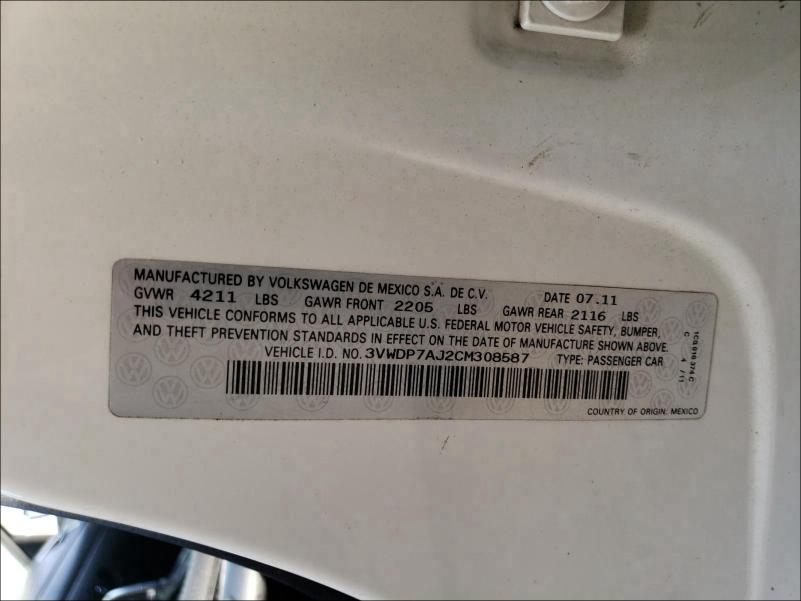 MANUFACTURED BY VOLKSWAGEN DE MEXICO S.A. DE C.V. DATE 07.11
GVWR 4211 LBS GAWR FRONT 2205 LBS GAWR REAR 2116 LBS
THIS VEHICLE CONFORMS TO ALL APPLICABLE U.S. FEDERAL MOTOR VEHICLE SAFETY, BUMPER,
AND THEFT PREVENTION STANDARDS IN EFFECT ON THE DATE OF MANUFACTURE SHOWN ABOVE.
VEHICLE I.D. NO. 3VWDP7AJ2CM308587 TYPE: PASSENGER CAR
COUNTRY OF ORIGIN: MEXICO
C 4 / 11